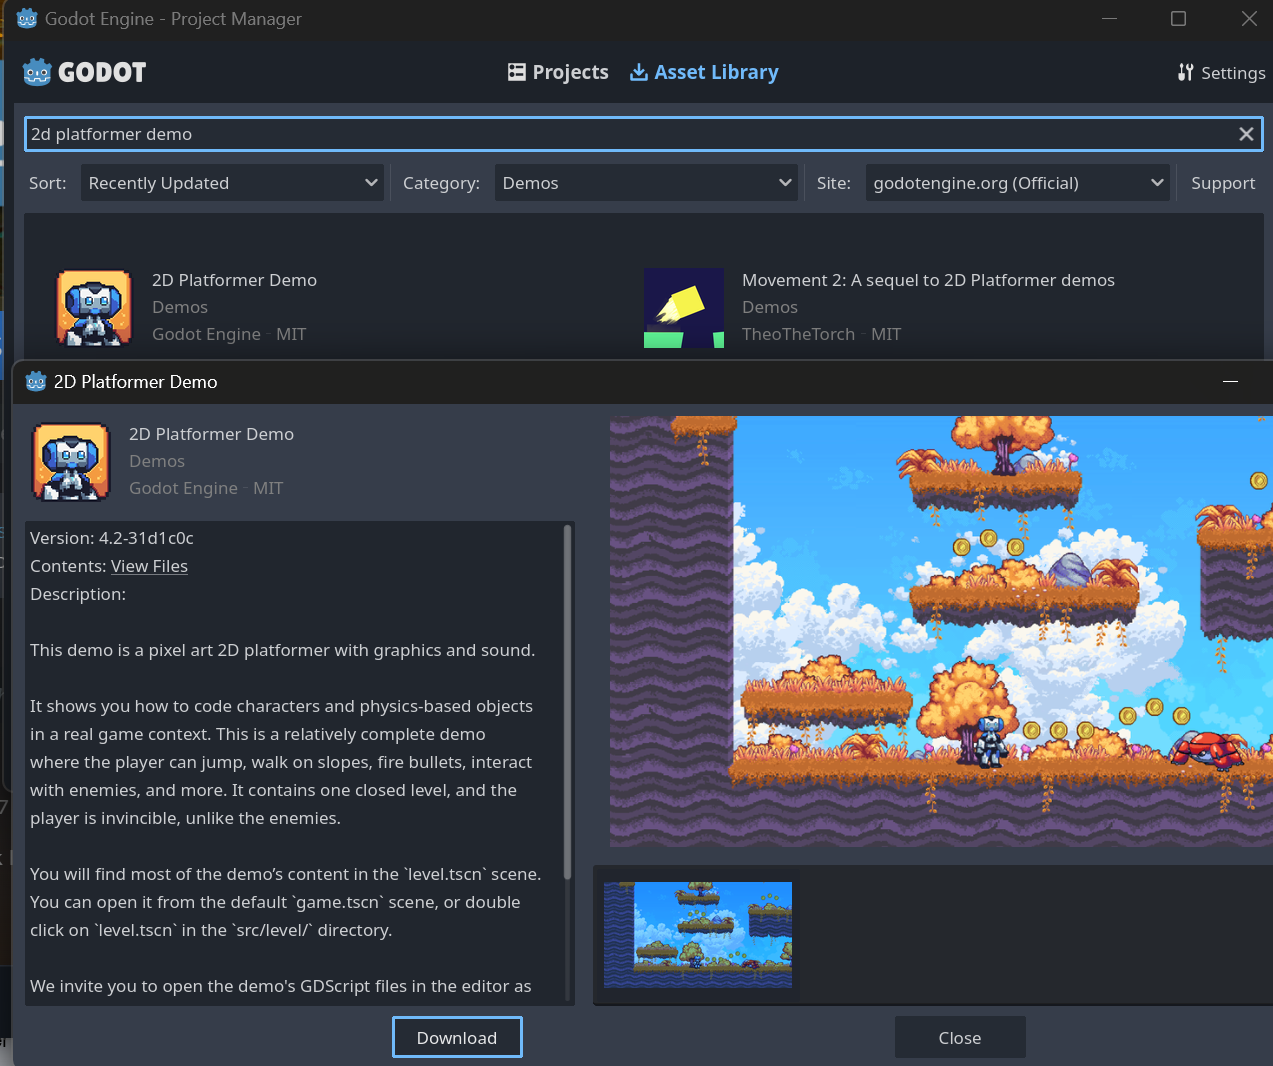 Godot Engine - Project Manager
GODOT
Projects
Asset Library
Settings
2d platformer demo
Sort: Recently Updated
Category: Demos
Site: godotengine.org (Official)
Support
2D Platformer Demo
Demos
Godot Engine - MIT
Movement 2: A sequel to 2D Platformer demos
Demos
TheoTheTorch - MIT
2D Platformer Demo
2D Platformer Demo
Demos
Godot Engine - MIT
Version: 4.2-31d1c0c
Contents: View Files
Description:
This demo is a pixel art 2D platformer with graphics and sound.
It shows you how to code characters and physics-based objects
in a real game context. This is a relatively complete demo
where the player can jump, walk on slopes, fire bullets, interact
with enemies, and more. It contains one closed level, and the
player is invincible, unlike the enemies.
You will find most of the demo’s content in the `level.tscn` scene.
You can open it from the default `game.tscn` scene, or double
click on `level.tscn` in the `src/level/` directory.
We invite you to open the demo's GDScript files in the editor as
Download
Close